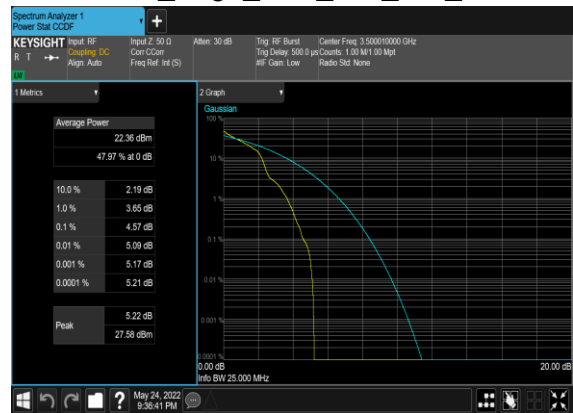 Spectrum Analyzer 1
Power Stat CCDF
KEYSIGHT
R T
LXI
Input: RF
Coupling: DC
Align: Auto
Input Z: 50 Ω
Corr CCorr
Freq Ref: Int (S)
Atten: 30 dB
Trig: RF Burst
Trig Delay: 500.0 µs
#IF Gain: Low
Center Freq: 3.500010000 GHz
Counts: 1.00 M/1.00 Mpt
Radio Std: None
1 Metrics
Average Power
22.36 dBm
47.97 % at 0 dB
10.0 % 2.19 dB
1.0 % 3.65 dB
0.1 % 4.57 dB
0.01 % 5.09 dB
0.001 % 5.17 dB
0.0001 % 5.21 dB
Peak
5.22 dB
27.58 dBm
2 Graph
Gaussian
100 %
10 %
1 %
0.1 %
0.01 %
0.001 %
0.0001 %
0.00 dB 20.00 dB
Info BW 25.000 MHz
?
May 24, 2022
9:36:41 PM